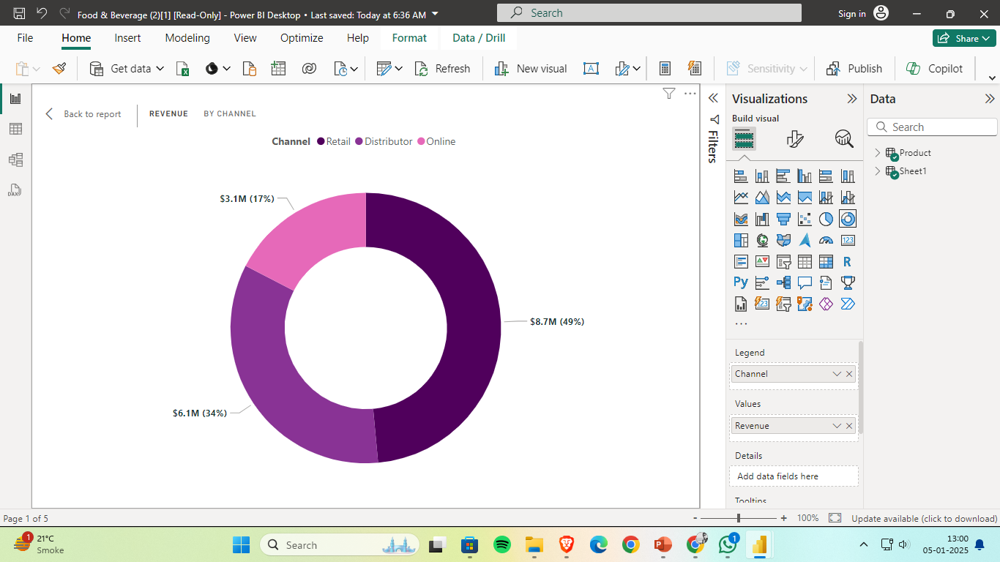 Food & Beverage (2)[1] [Read-Only] - Power BI Desktop • Last saved: Today at 6:36 AM
Search
Sign in
File
Home
Insert
Modeling
View
Optimize
Help
Format
Data / Drill
Share
Get data
Refresh
New visual
Sensitivity
Publish
Copilot
Back to report
REVENUE
BY CHANNEL
Channel Retail Distributor Online
$3.1M (17%)
$8.7M (49%)
$6.1M (34%)
Filters
Visualizations
Build visual
123
R
Py
123
Legend
Channel
Values
Revenue
Details
Add data fields here
Tooltips
Data
Search
Product
Sheet1
DAX
Page 1 of 5
- + 100%
Update available (click to download)
1
21°C
Smoke
Search
1
13:00
05-01-2025